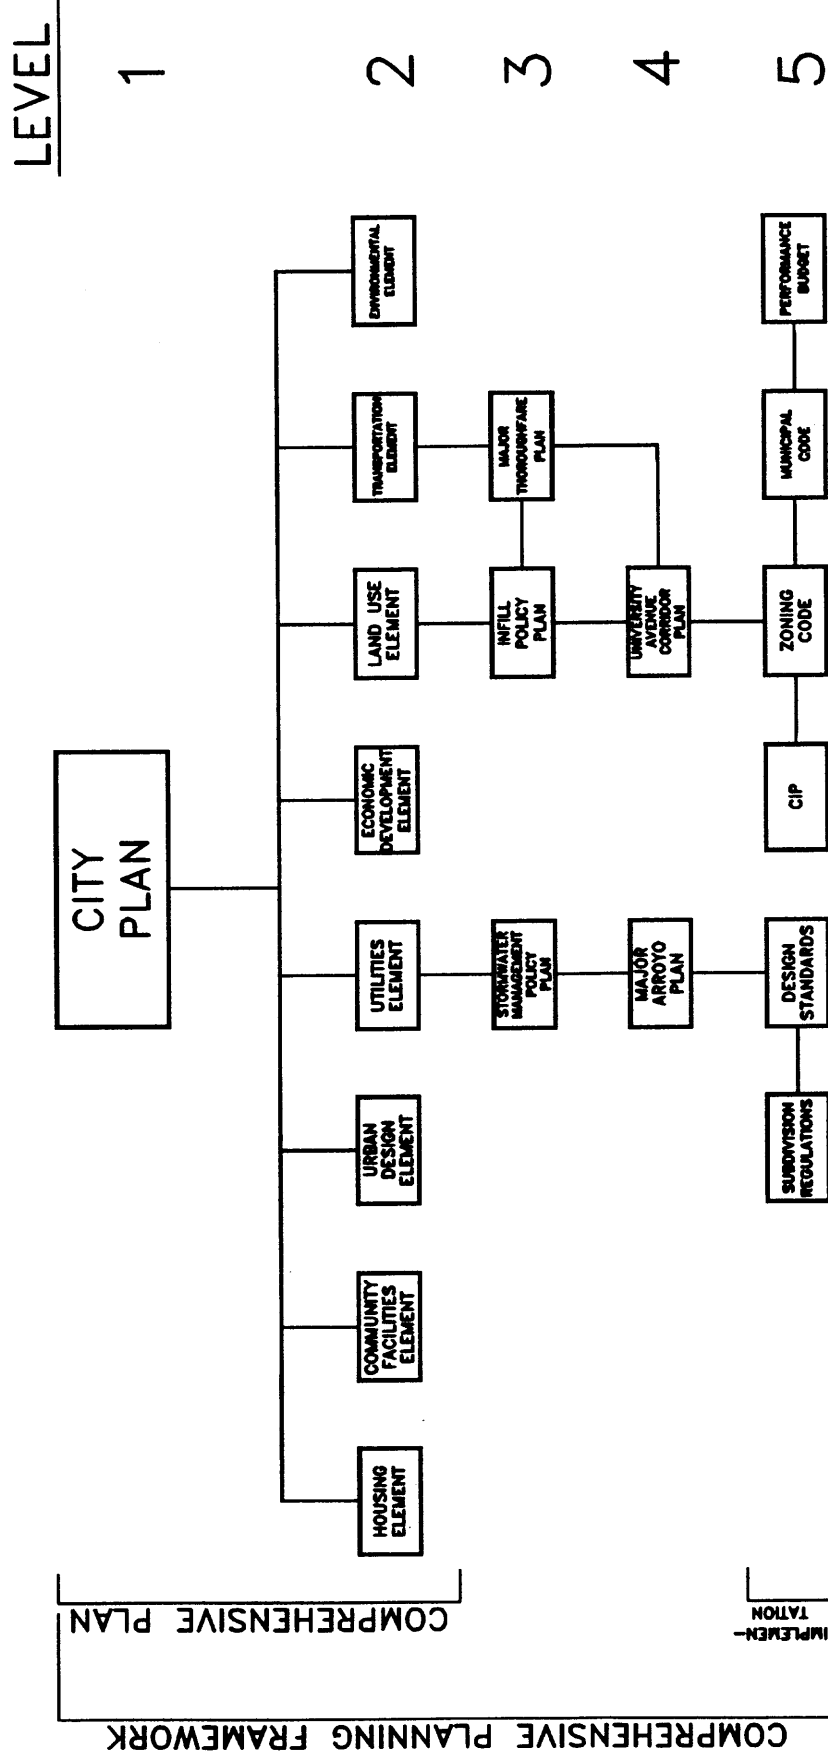 LEVEL
1
2
3
4
5
CITY
PLAN
HOUSING
ELEMENT
COMMUNITY
FACILITIES
ELEMENT
URBAN
DESIGN
ELEMENT
UTILITIES
ELEMENT
ECONOMIC
DEVELOPMENT
ELEMENT
LAND USE
ELEMENT
TRANSPORTATION
ELEMENT
ENVIRONMENTAL
ELEMENT
STORMWATER
MANAGEMENT
POLICY
PLAN
INFILL
POLICY
PLAN
MAJOR
THOROUGHFARE
PLAN
MAJOR
ARROYO
PLAN
UNIVERSITY
AVENUE
CORRIDOR
PLAN
SUBDIVISION
REGULATIONS
DESIGN
STANDARDS
CIP
ZONING
CODE
MUNICIPAL
CODE
PERFORMANCE
BUDGET
COMPREHENSIVE PLAN
IMPLEMEN-
TATION
COMPREHENSIVE PLANNING FRAMEWORK